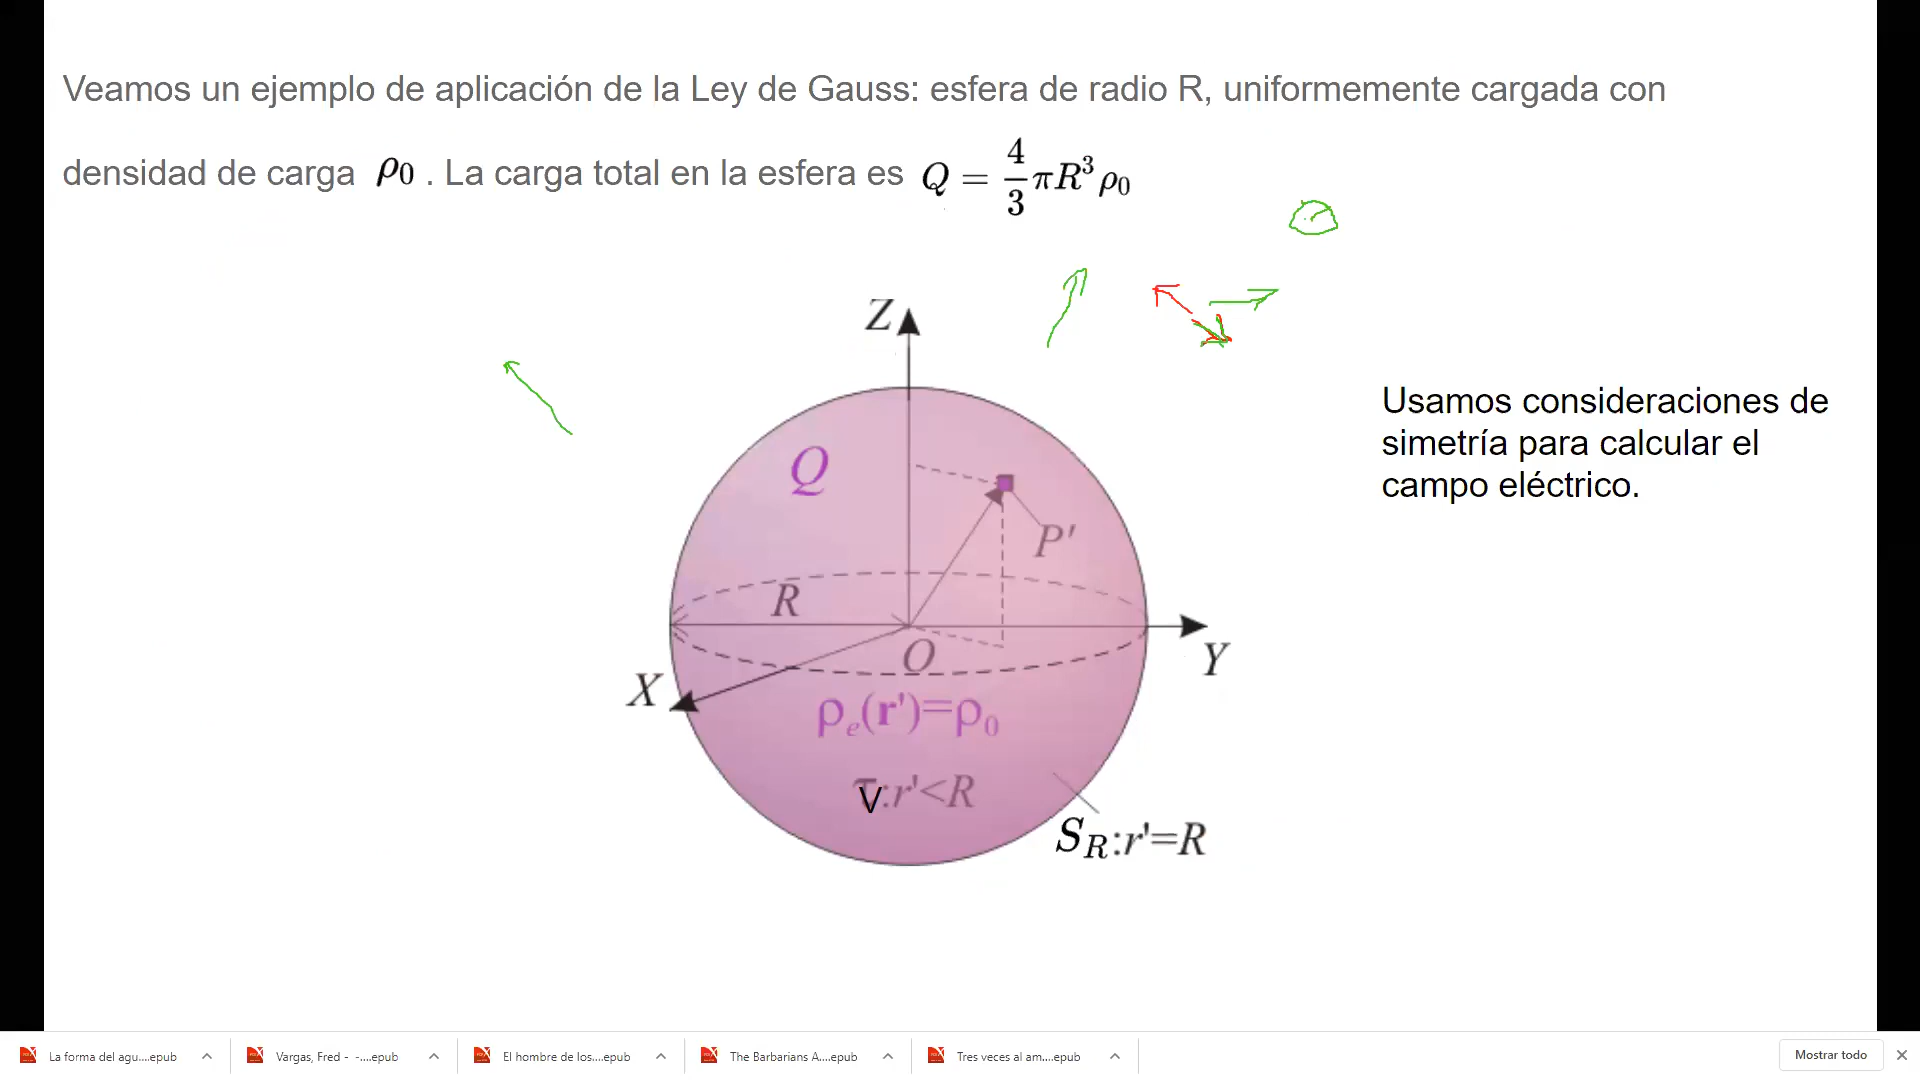 Veamos un ejemplo de aplicación de la Ley de Gauss: esfera de radio R, uniformemente cargada con
densidad de carga ρ₀ . La carga total en la esfera es Q = 4/3 πR³ρ₀
Z
Usamos consideraciones de
simetría para calcular el
campo eléctrico.
Q
P'
R
O
X
Y
ρₑ(r')=ρ₀
V:r'<R
S_R:r'=R
La forma del agu....epub
Vargas, Fred - -....epub
El hombre de los....epub
The Barbarians A....epub
Tres veces al am....epub
Mostrar todo